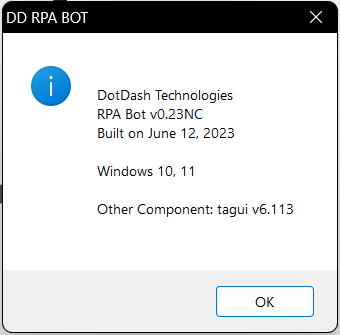 DD RPA BOT
DotDash Technologies
RPA Bot v0.23NC
Built on June 12, 2023
Windows 10, 11
Other Component: tagui v6.113
OK